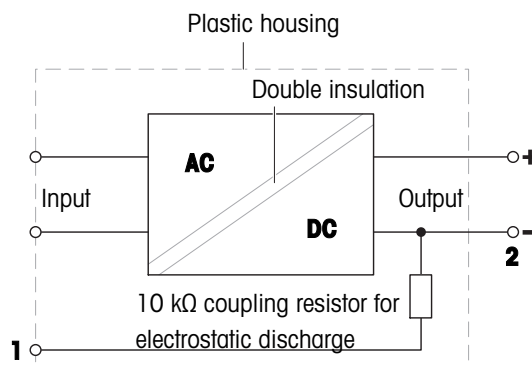 Plastic housing
Double insulation
AC
+
Input
Output
DC
-
2
10 kΩ coupling resistor for
electrostatic discharge
1